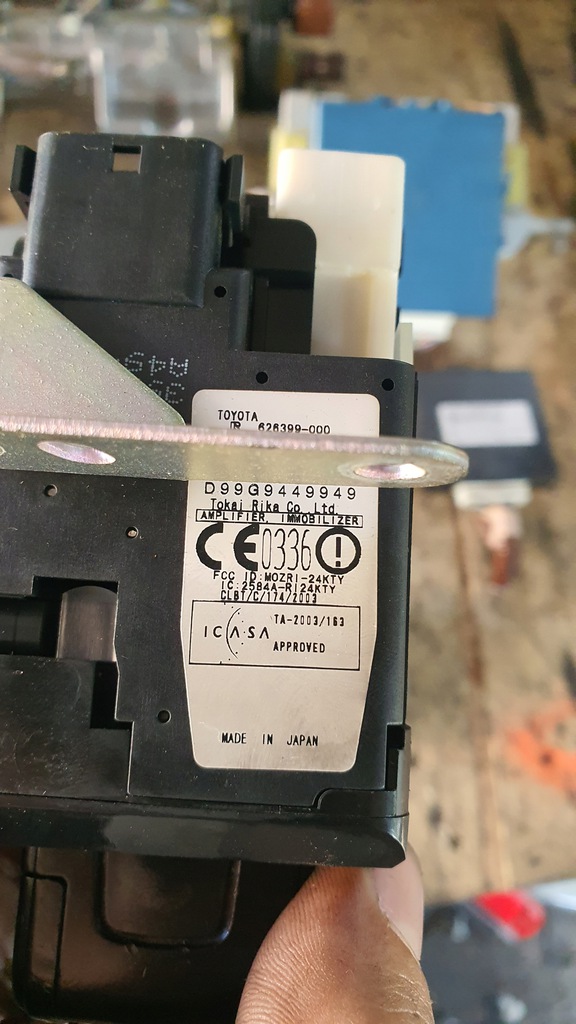 TOYOTA
626399-000
D99G9449949
Tokai Rika Co. Ltd.
AMPLIFIER, IMMOBILIZER
CE0336
FCC ID:MOZRI-24KTY
IC:2584A-RI24KTY
CLBT/C/174/2003
ICASA
TA-2003/163
APPROVED
MADE IN JAPAN